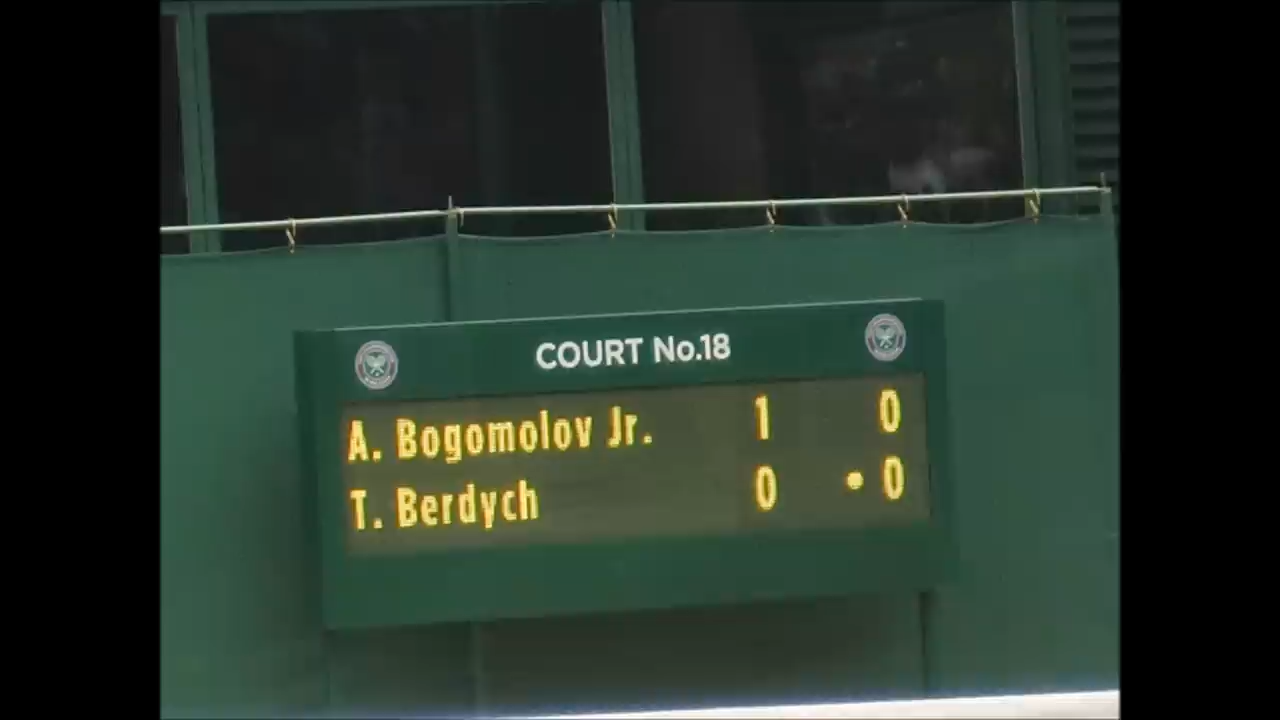 COURT No.18
A. Bogomolov Jr. 1 0
T. Berdych 0 • 0